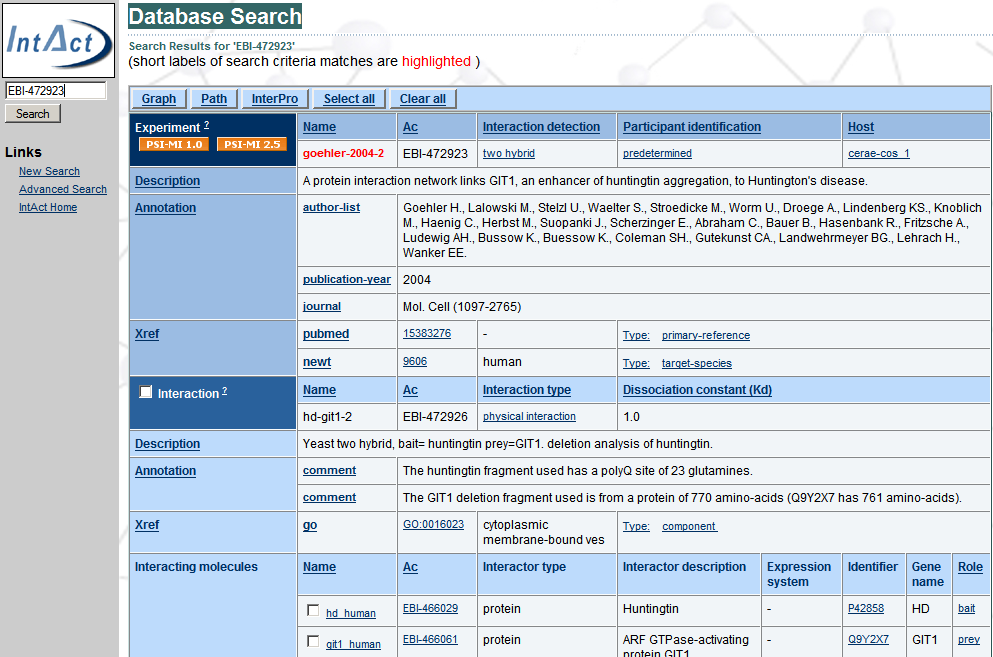 Database Search
IntAct
Search Results for 'EBI-472923'
(short labels of search criteria matches are highlighted )
EBI-472923
Search
Links
New Search
Advanced Search
IntAct Home
Graph Path InterPro Select all Clear all
Experiment ? Name Ac Interaction detection Participant identification Host
PSI-MI 1.0 PSI-MI 2.5
goehler-2004-2 EBI-472923 two hybrid predetermined cerae-cos_1
Description A protein interaction network links GIT1, an enhancer of huntingtin aggregation, to Huntington's disease.
Annotation author-list Goehler H., Lalowski M., Stelzl U., Waelter S., Stroedicke M., Worm U., Droege A., Lindenberg KS., Knoblich
M., Haenig C., Herbst M., Suopanki J., Scherzinger E., Abraham C., Bauer B., Hasenbank R., Fritzsche A.,
Ludewig AH., Bussow K., Buessow K., Coleman SH., Gutekunst CA., Landwehrmeyer BG., Lehrach H.,
Wanker EE.
publication-year 2004
journal Mol. Cell (1097-2765)
Xref pubmed 15383276 - Type: primary-reference
newt 9606 human Type: target-species
Interaction ? Name Ac Interaction type Dissociation constant (Kd)
hd-git1-2 EBI-472926 physical interaction 1.0
Description Yeast two hybrid, bait= huntingtin prey=GIT1. deletion analysis of huntingtin.
Annotation comment The huntingtin fragment used has a polyQ site of 23 glutamines.
comment The GIT1 deletion fragment used is from a protein of 770 amino-acids (Q9Y2X7 has 761 amino-acids).
Xref go GO:0016023 cytoplasmic Type: component
membrane-bound ves
Interacting molecules Name Ac Interactor type Interactor description Expression Identifier Gene Role
system name
hd_human EBI-466029 protein Huntingtin - P42858 HD bait
git1_human EBI-466061 protein ARF GTPase-activating - Q9Y2X7 GIT1 prey
protein GIT1